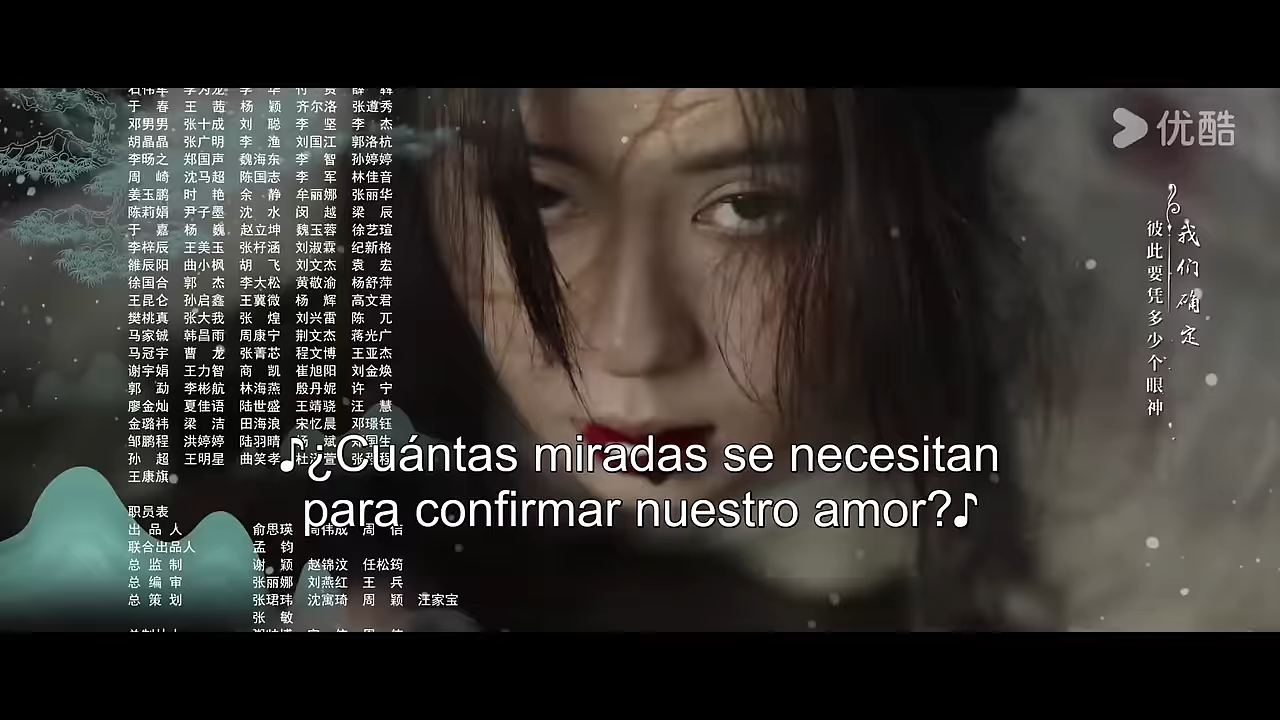 于 春 王 茜 杨 颖 齐尔洛 张遵秀
邓男男 张十成 刘 聪 李 坚 李 杰
胡晶晶 张广明 李 渔 刘国江 郭洛杭
李旸之 郑国声 魏海东 李 智 孙婷婷
周 崎 沈马超 陈国志 李 军 林佳音
姜玉鹏 时 艳 余 静 牟丽娜 张丽华
陈莉娟 尹子墨 沈 水 闵 越 梁 辰
于 嘉 杨 巍 赵立坤 魏玉蓉 徐艺瑄
李梓辰 王美玉 张籽涵 刘淑霖 纪新格
雒辰阳 曲小枫 胡 飞 刘文杰 袁 宏
徐国合 郭 杰 李大松 黄敬渝 杨舒萍
王昆仑 孙启鑫 王冀微 杨 辉 高文君
樊桃真 张大我 张 煌 刘兴雷 陈 兀
马家铖 韩昌雨 周康宁 荆文杰 蒋光广
马冠宇 曹 龙 张菁芯 程文博 王亚杰
谢宇娟 王力智 商 凯 崔旭阳 刘金焕
郭 勐 李彬航 林海燕 殷丹妮 许 宁
廖金灿 夏佳语 陆世盛 王靖骁 汪 慧
金璐祎 梁 洁 田海浪 宋忆晨 邓璟钰
邹鹏程 洪婷婷 陆羽晴 斌 国生
孙 超 王明星 曲笑孝
王康旗
职员表
出 品 人 俞思瑛 高伟成 周 信
联合出品人 孟 钧
总 监 制 谢 颖 赵锦汶 任松筠
总 编 审 张丽娜 刘燕红 王 兵
总 策 划 张珺玮 沈寓琦 周 颖 汪家宝
张 敏
优酷
我们确定
彼此要凭多少个眼神
♪¿Cuántas miradas se necesitan
para confirmar nuestro amor?♪